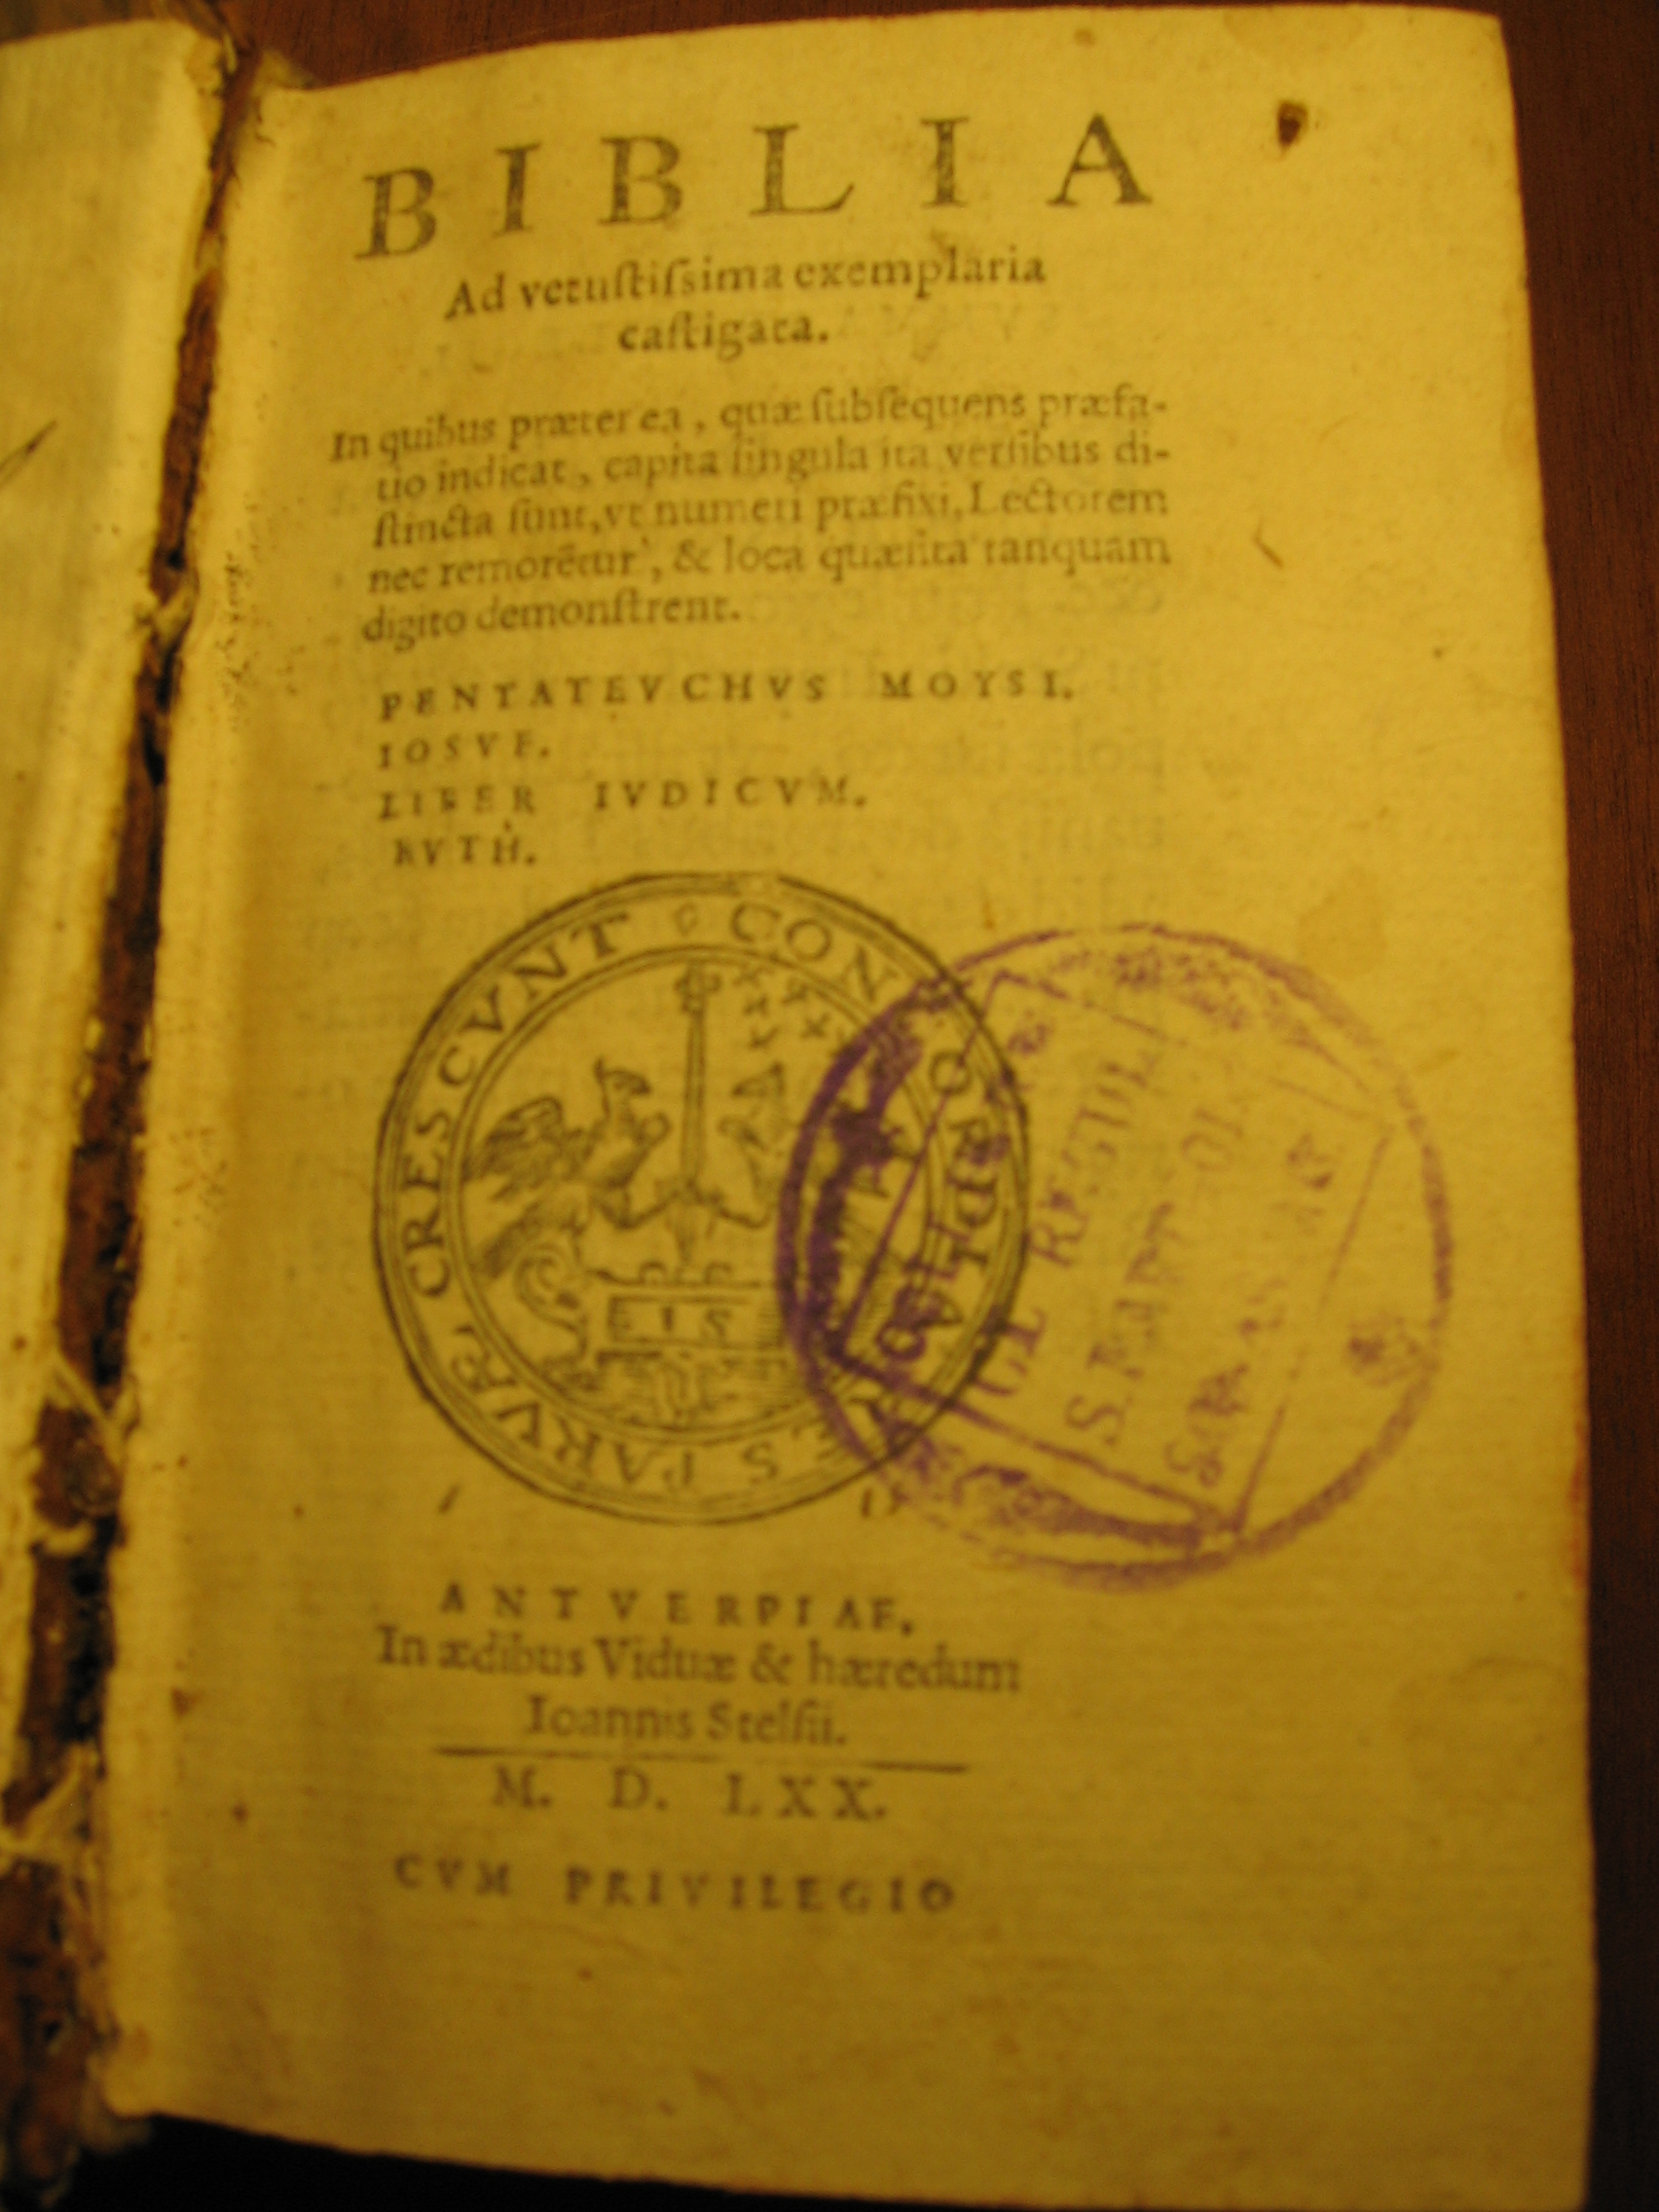 BIBLIA
Ad vetuſtiſsima exemplaria
caſtigata.
In quibus præter ea, quæ ſubſequens præfa-
tio indicat, capita ſingula ita verſibus di-
ſtincta ſunt, vt numeri præfixi, Lectorem
nec remorētur, & loca quæſita tanquam
digito demonſtrent.
PENTATEVCHVS MOYSI.
IOSVE.
LIBER IVDICVM.
RVTH.
CONCORDIA RES PARVÆ CRESCVNT
EIS
ANTVERPIAE,
In ædibus Viduæ & hæredum
Ioannis Stelſii.
M. D. LXX.
CVM PRIVILEGIO